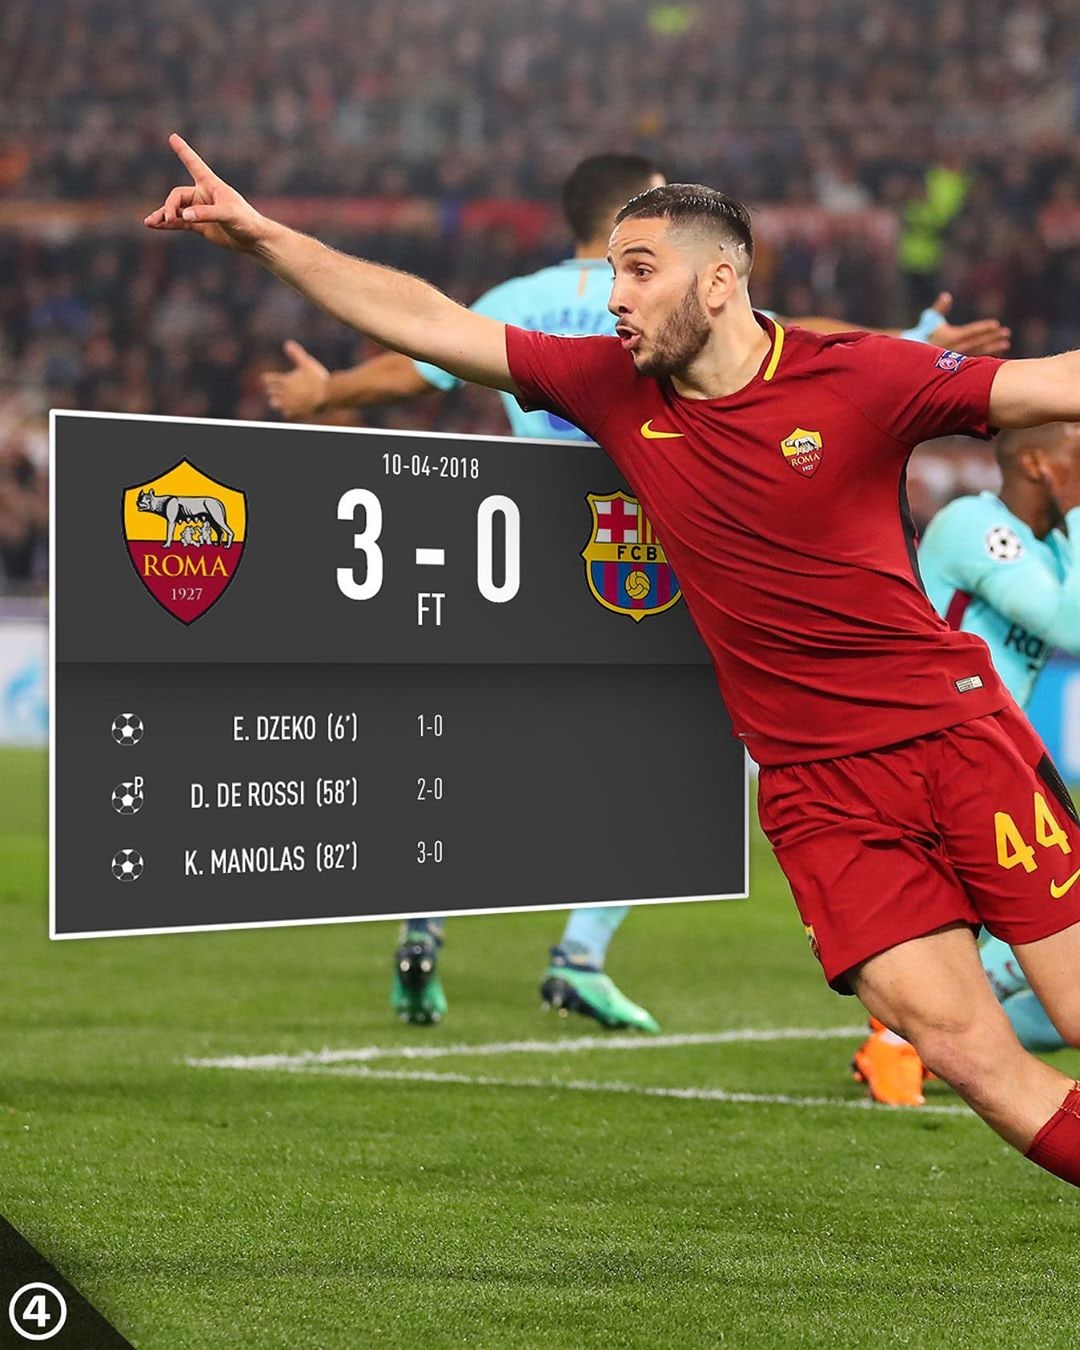 10-04-2018
3 - 0
FT
ROMA
1927
FCB
E. DZEKO (6')
1-0
P
D. DE ROSSI (58')
2-0
K. MANOLAS (82')
3-0
ROMA
1927
44
4